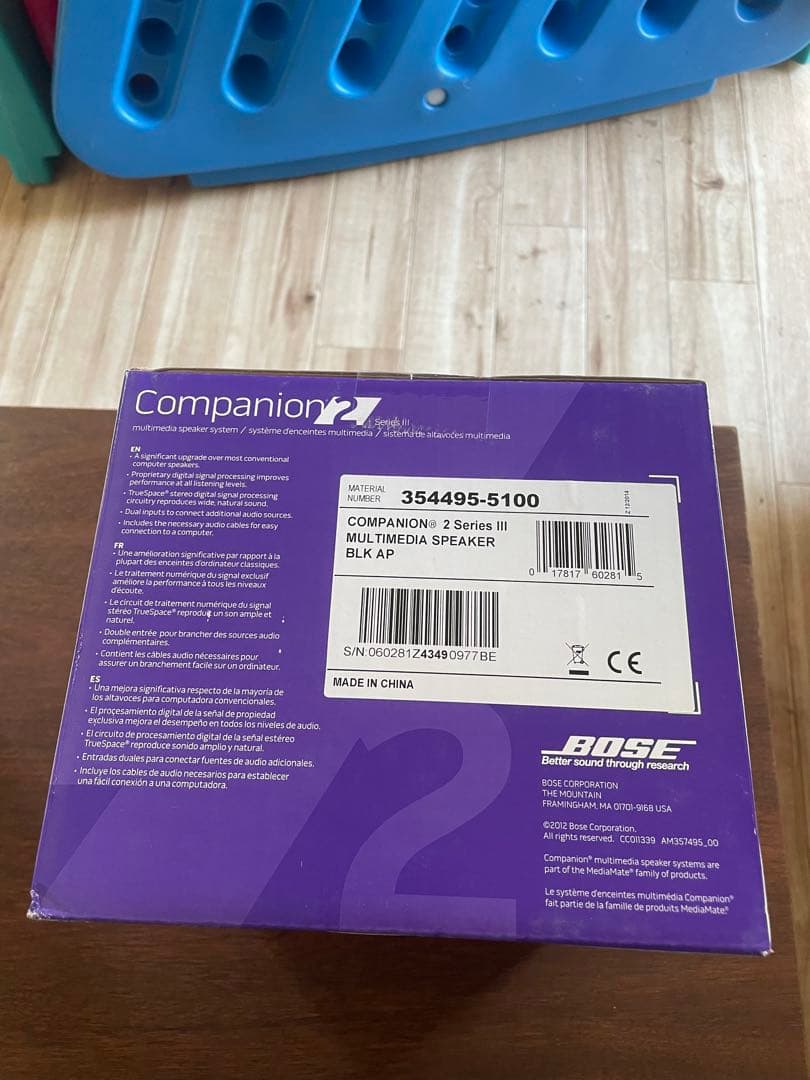 Companion 2 Series III
multimedia speaker system / système d'enceintes multimedia / sistema de altavoces multimedia
EN
• A significant upgrade over most conventional
computer speakers.
• Proprietary digital signal processing improves
performance at all listening levels.
• TrueSpace® stereo digital signal processing
circuitry reproduces wide, natural sound.
• Dual inputs to connect additional audio sources.
• Includes the necessary audio cables for easy
connection to a computer.
FR
• Une amélioration significative par rapport à la
plupart des enceintes d'ordinateur classiques.
• Le traitement numérique du signal exclusif
améliore la performance à tous les niveaux
d'écoute.
• Le circuit de traitement numérique du signal
stéréo TrueSpace® reproduit un son ample et
naturel.
• Double entrée pour brancher des sources audio
complémentaires.
• Contient les câbles audio nécessaires pour
assurer un branchement facile sur un ordinateur.
ES
• Una mejora significativa respecto de la mayoría de
los altavoces para computadora convencionales.
• El procesamiento digital de la señal de propiedad
exclusiva mejora el desempeño en todos los niveles de audio.
• El circuito de procesamiento digital de la señal estéreo
TrueSpace® reproduce sonido amplio y natural.
• Entradas duales para conectar fuentes de audio adicionales.
• Incluye los cables de audio necesarios para establecer
una fácil conexión a una computadora.
MATERIAL
NUMBER 354495-5100
Z 12/2014
COMPANION® 2 Series III
MULTIMEDIA SPEAKER
BLK AP
0 17817 60281 5
S/N:060281Z43490977BE
CE
MADE IN CHINA
2
BOSE
Better sound through research
BOSE CORPORATION
THE MOUNTAIN
FRAMINGHAM, MA 01701-9168 USA
©2012 Bose Corporation.
All rights reserved. CC011339 AM357495_00
Companion® multimedia speaker systems are
part of the MediaMate® family of products.
Le système d'enceintes multimédia Companion®
fait partie de la famille de produits MediaMate®